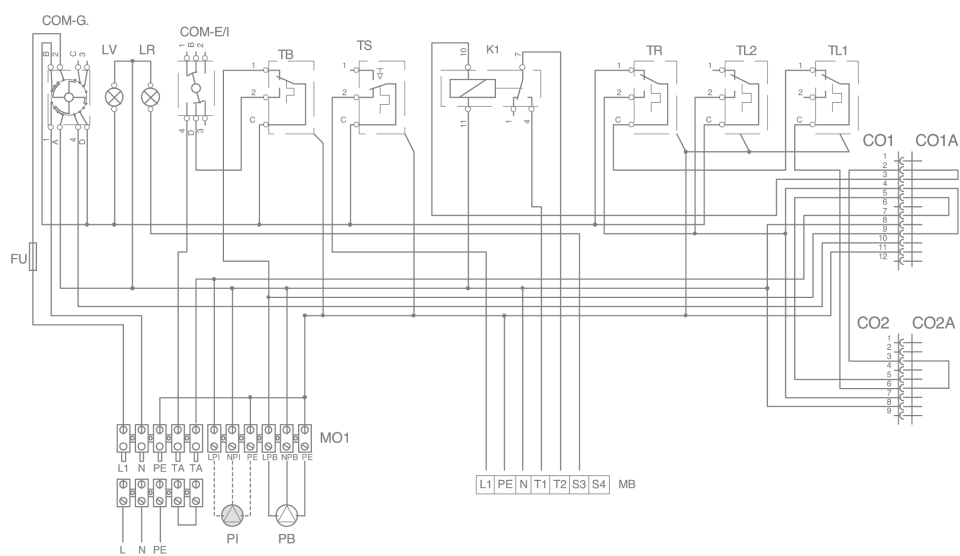 COM-G.
B 2 C 3
1 A 4 D
LV
LR
COM-E/I
1 B 2
4 D 3
TB
1
2
C
TS
1
2
C
K1
10 7
11 1 4
TR
1
2
C
TL2
1
2
C
TL1
1
2
C
CO1 CO1A
1
2
3
4
5
6
7
8
9
10
11
12
FU
CO2 CO2A
1
2
3
4
5
6
7
8
9
MO1
L1 N PE TA TA LPI NPI PE LPB NPB PE
L1 PE N T1 T2 S3 S4 MB
L N PE PI PB